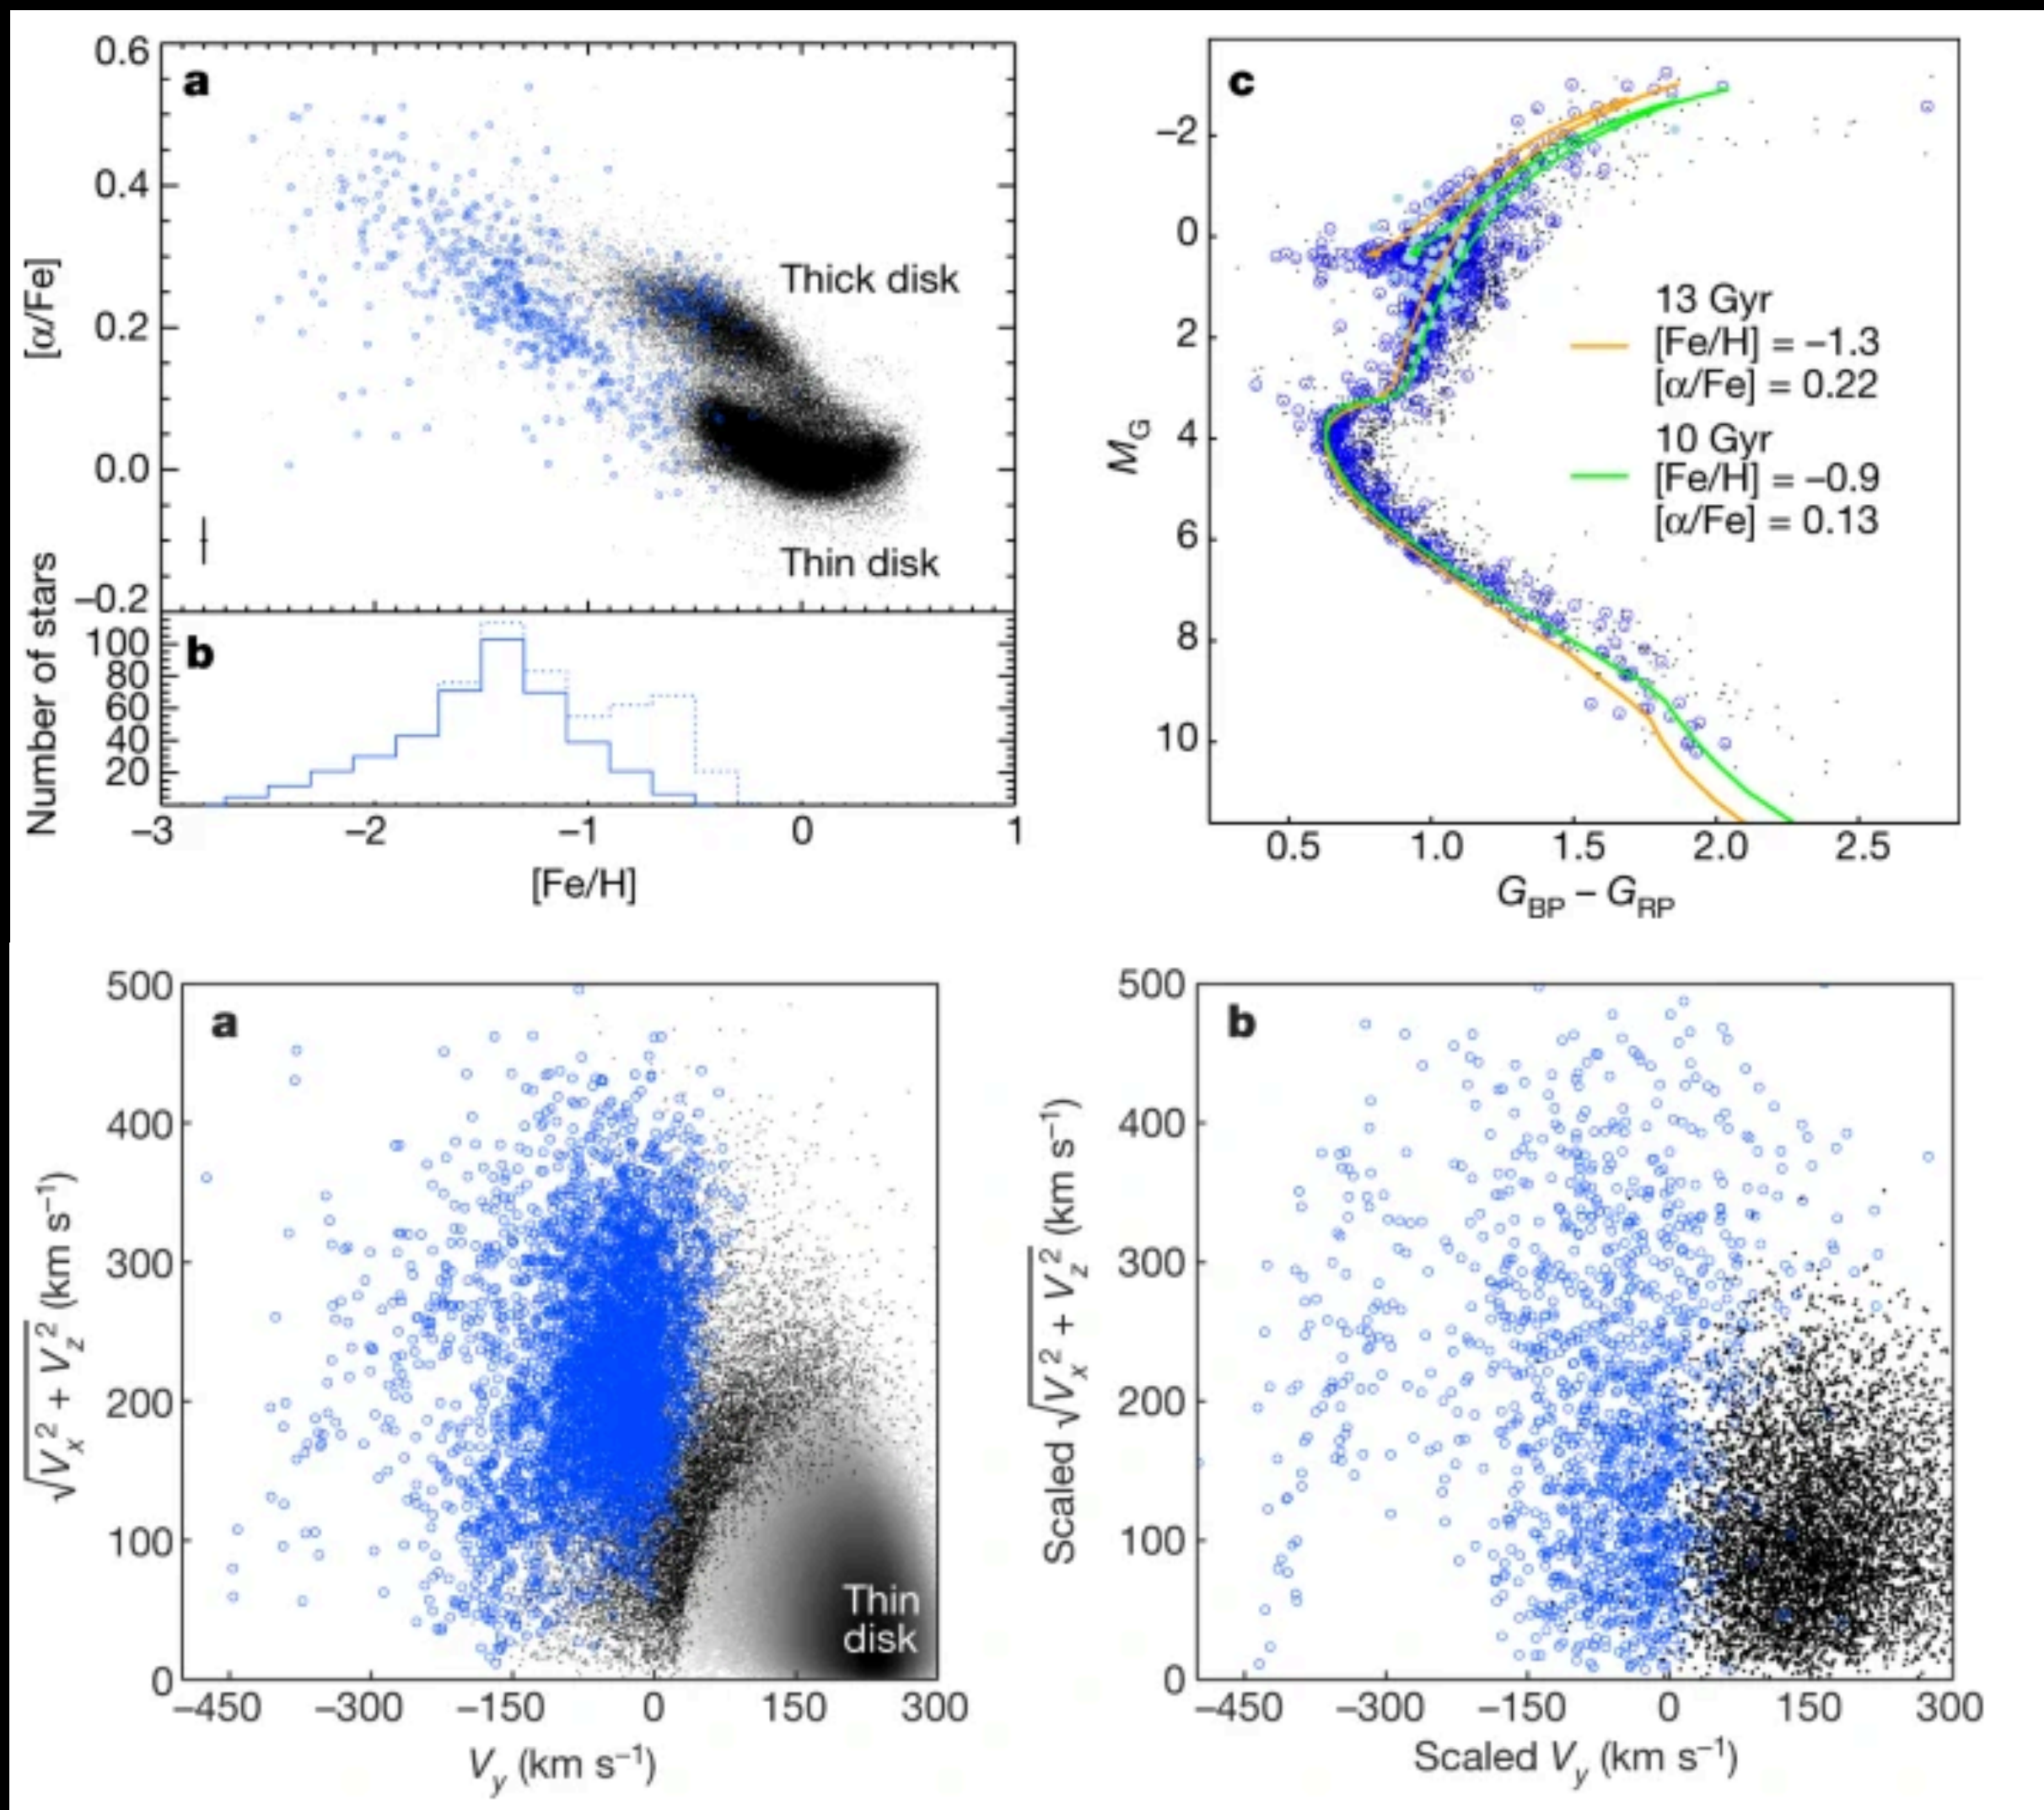 a
0.6
0.4
0.2
0.0
–0.2
[α/Fe]
Thick disk
Thin disk
b
100
80
60
40
20
Number of stars
–3
–2
–1
0
1
[Fe/H]
c
–2
0
2
4
6
8
10
M_G
13 Gyr
[Fe/H] = –1.3
[α/Fe] = 0.22
10 Gyr
[Fe/H] = –0.9
[α/Fe] = 0.13
0.5
1.0
1.5
2.0
2.5
G_BP – G_RP
a
500
400
300
200
100
0
√V_x² + V_z² (km s⁻¹)
Thin
disk
–450
–300
–150
0
150
300
V_y (km s⁻¹)
b
500
400
300
200
100
0
Scaled √V_x² + V_z² (km s⁻¹)
–450
–300
–150
0
150
300
Scaled V_y (km s⁻¹)